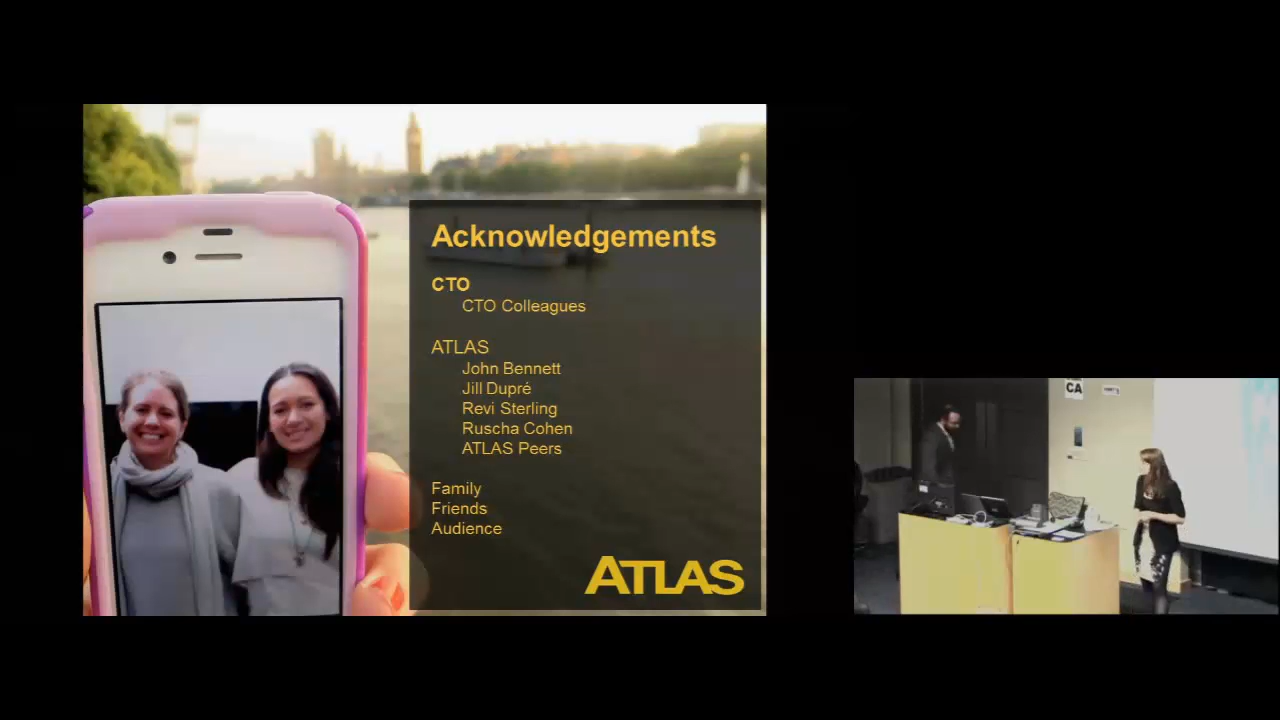 Acknowledgements
CTO
CTO Colleagues
ATLAS
John Bennett
Jill Dupré
Revi Sterling
Ruscha Cohen
ATLAS Peers
Family
Friends
Audience
ATLAS
CA